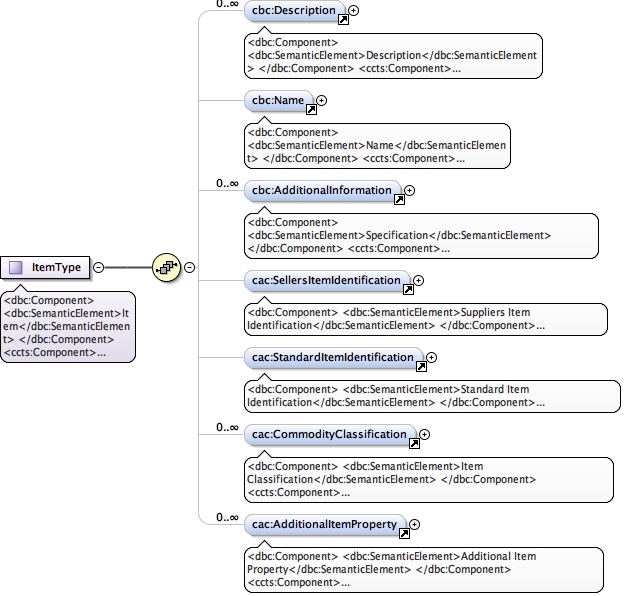 0..∞
cbc:Description
<dbc:Component>
<dbc:SemanticElement>Description</dbc:SemanticElement
> </dbc:Component> <ccts:Component>...
cbc:Name
<dbc:Component>
<dbc:SemanticElement>Name</dbc:SemanticElemen
t> </dbc:Component> <ccts:Component>...
0..∞
cbc:AdditionalInformation
<dbc:Component>
<dbc:SemanticElement>Specification</dbc:SemanticElement>
</dbc:Component> <ccts:Component>...
ItemType
<dbc:Component>
<dbc:SemanticElement>It
em</dbc:SemanticElemen
t> </dbc:Component>
<ccts:Component>...
cac:SellersItemIdentification
<dbc:Component> <dbc:SemanticElement>Suppliers Item
Identification</dbc:SemanticElement> </dbc:Component>...
cac:StandardItemIdentification
<dbc:Component> <dbc:SemanticElement>Standard Item
Identification</dbc:SemanticElement> </dbc:Component>...
0..∞
cac:CommodityClassification
<dbc:Component> <dbc:SemanticElement>Item
Classification</dbc:SemanticElement> </dbc:Component>
<ccts:Component>...
0..∞
cac:AdditionalItemProperty
<dbc:Component> <dbc:SemanticElement>Additional Item
Property</dbc:SemanticElement> </dbc:Component>
<ccts:Component>...